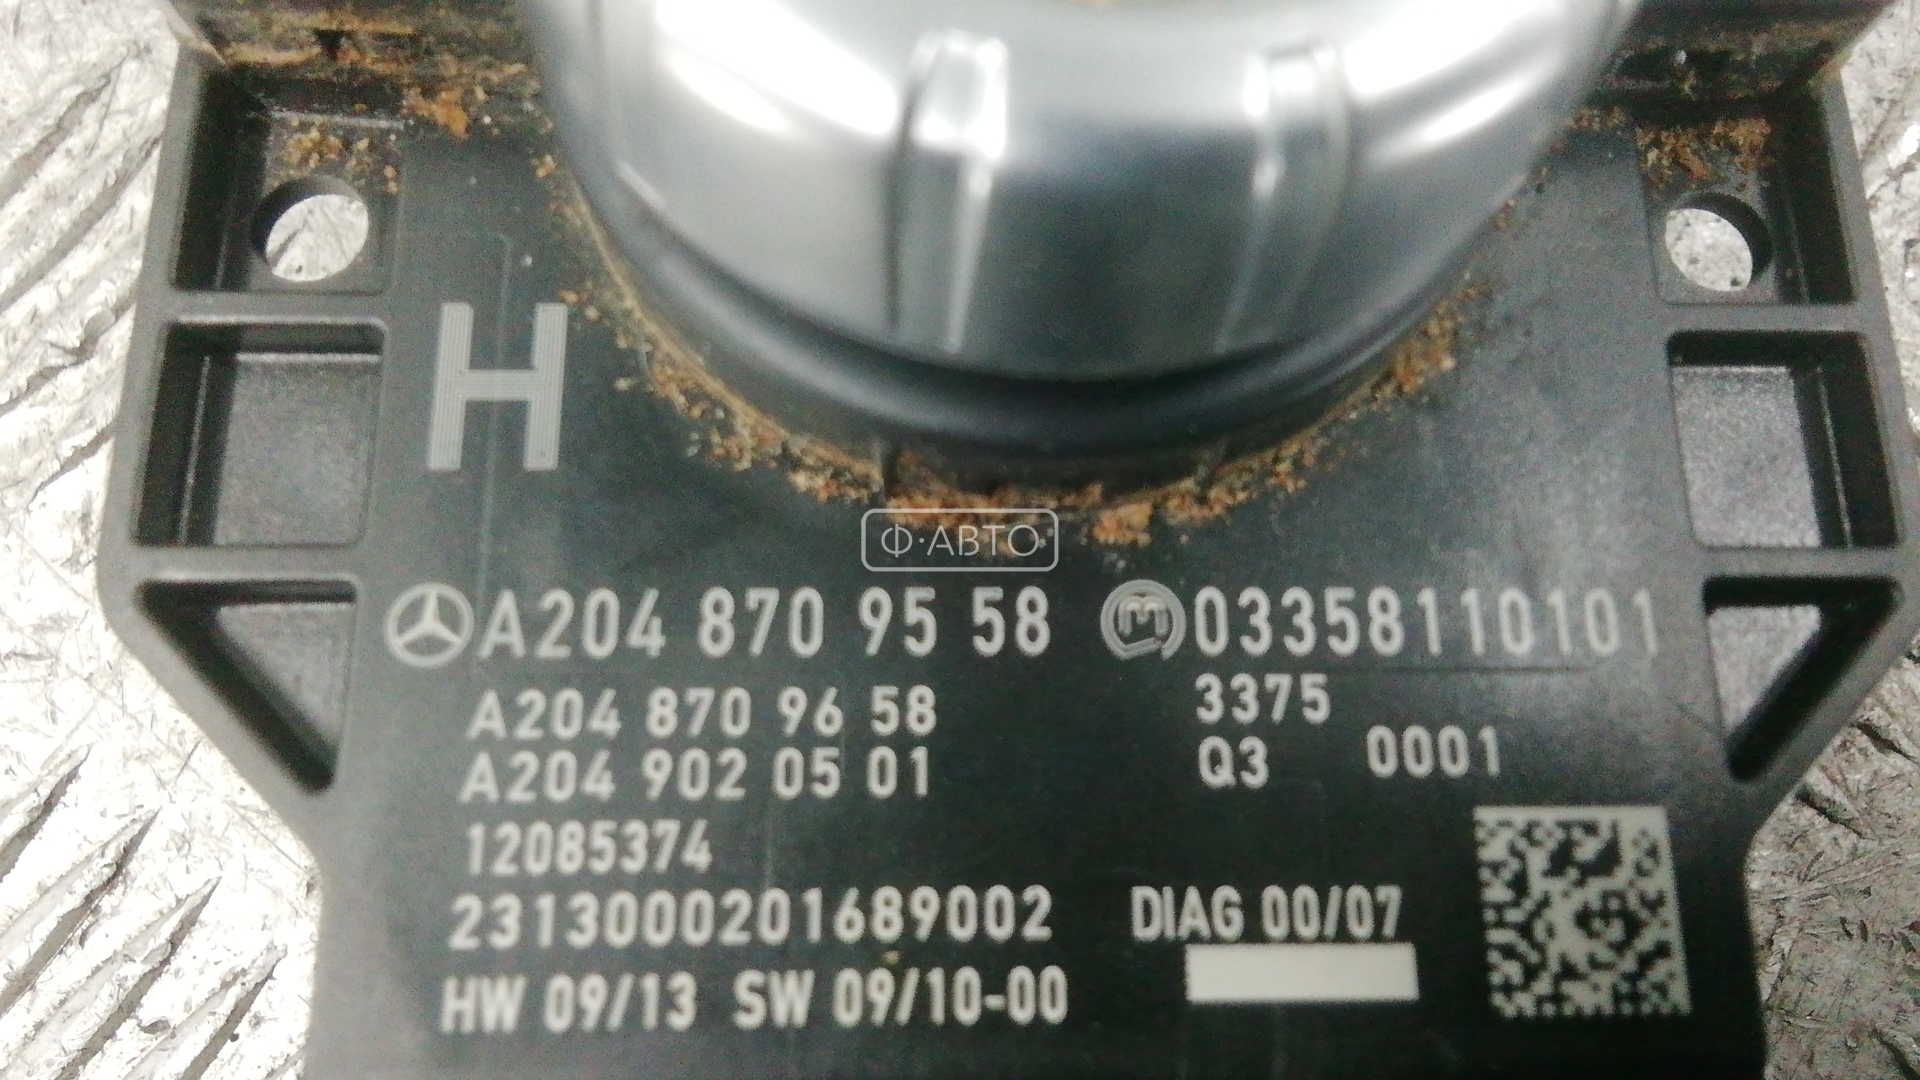 H
Ф·АВТО
A204 870 95 58 03358110101
A204 870 96 58 3375
A204 902 05 01 Q3 0001
12085374
2313000201689002 DIAG 00/07
HW 09/13 SW 09/10-00